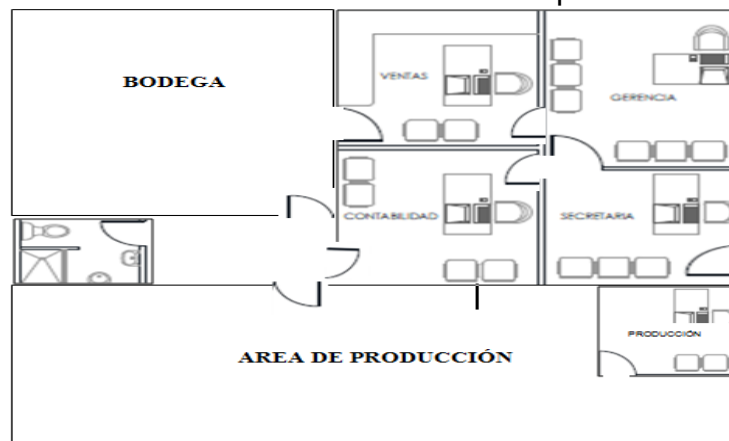 BODEGA
VENTAS
GERENCIA
CONTABILIDAD
SECRETARIA
PRODUCCIÓN
AREA DE PRODUCCIÓN